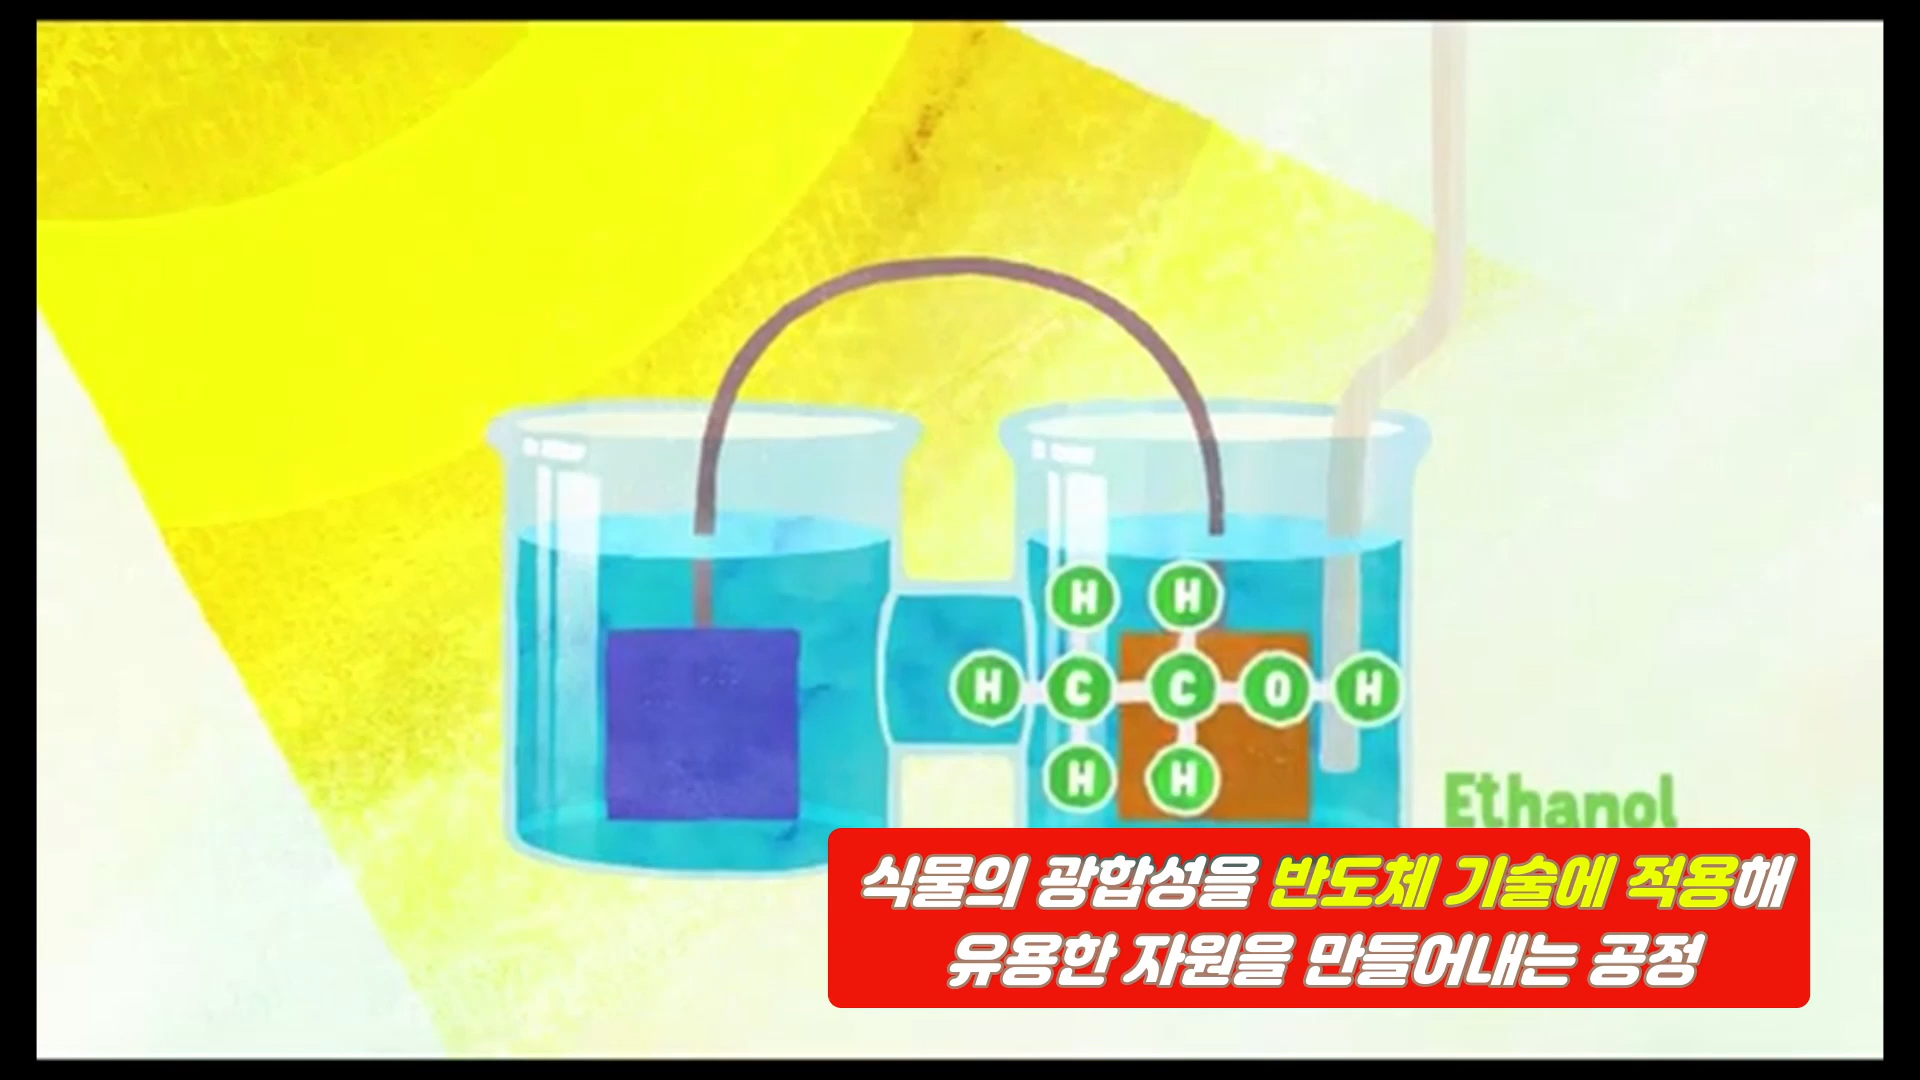 H H
H C C O H
H H
Ethanol
식물의 광합성을 반도체 기술에 적용해
유용한 자원을 만들어내는 공정